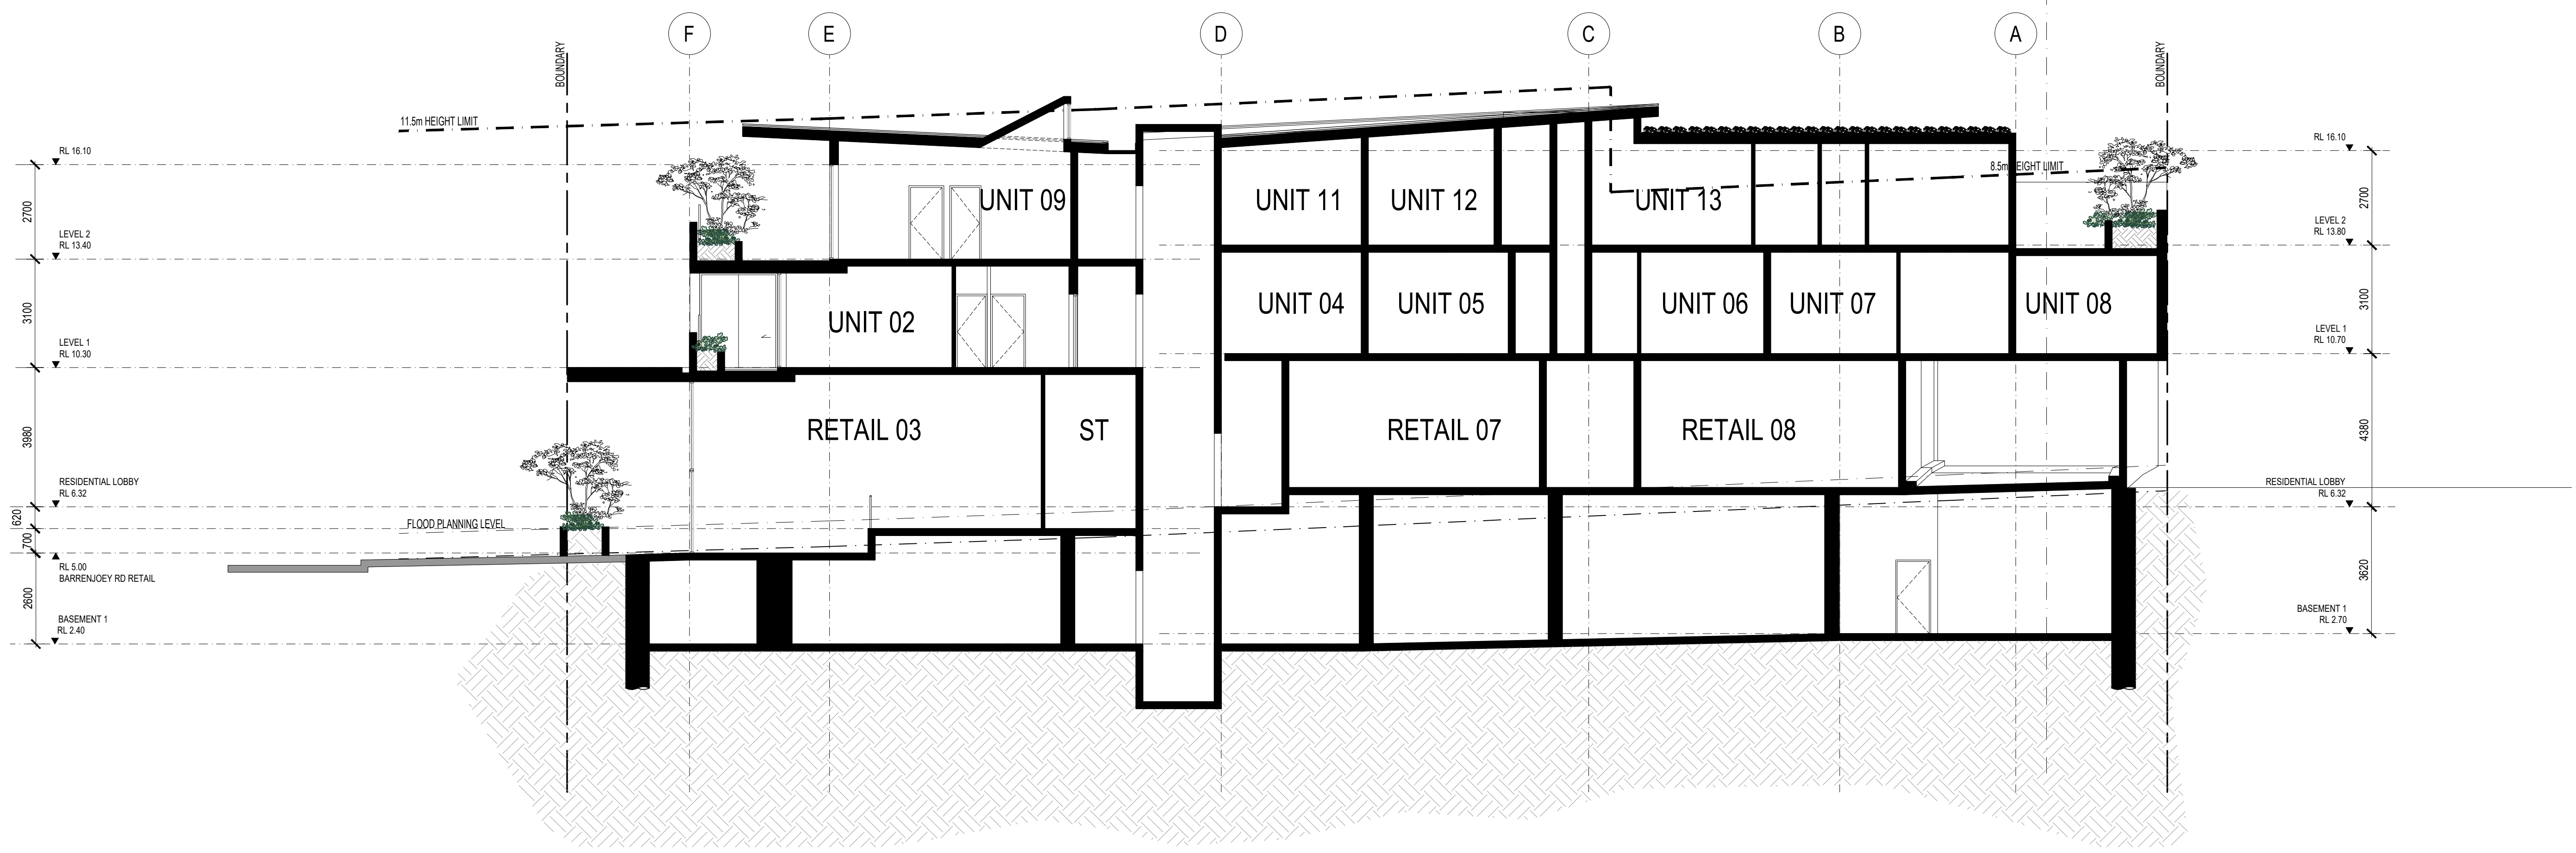 F
E
D
C
B
A
BOUNDARY
BOUNDARY
11.5m HEIGHT LIMIT
RL 16.10
RL 16.10
8.5m HEIGHT LIMIT
2700
UNIT 09
UNIT 11
UNIT 12
UNIT 13
2700
LEVEL 2
RL 13.40
LEVEL 2
RL 13.80
3100
UNIT 02
UNIT 04
UNIT 05
UNIT 06
UNIT 07
UNIT 08
3100
LEVEL 1
RL 10.30
LEVEL 1
RL 10.70
3980
RETAIL 03
ST
RETAIL 07
RETAIL 08
4380
RESIDENTIAL LOBBY
RL 6.32
RESIDENTIAL LOBBY
RL 6.32
620
FLOOD PLANNING LEVEL
700
RL 5.00
BARRENJOEY RD RETAIL
2600
3620
BASEMENT 1
RL 2.40
BASEMENT 1
RL 2.70